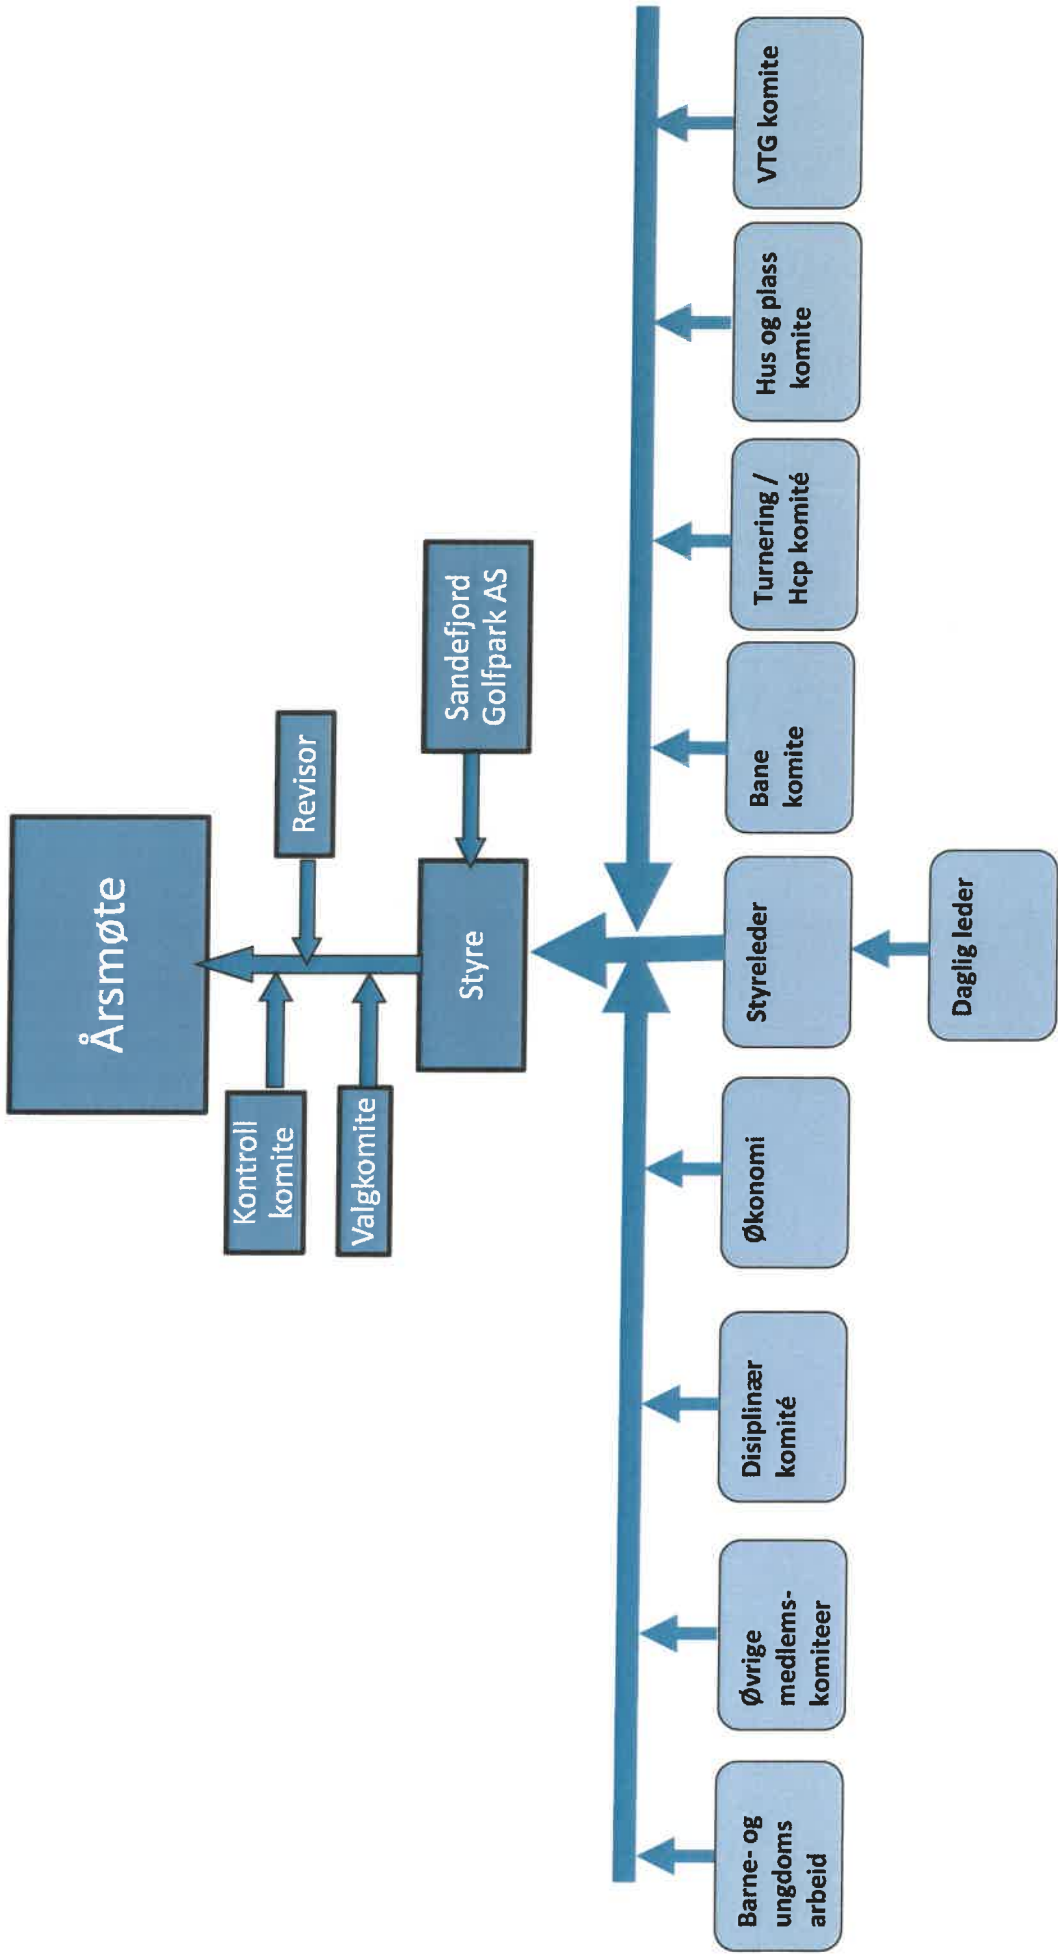 Årsmøte
Kontroll
komite
Revisor
Valgkomite
Styre
Sandefjord
Golfpark AS
Barne- og
ungdoms
arbeid
Øvrige
medlems-
komiteer
Disiplinær
komité
Økonomi
Styreleder
Bane
komite
Turnering /
Hcp komité
Hus og plass
komite
VTG komite
Daglig leder